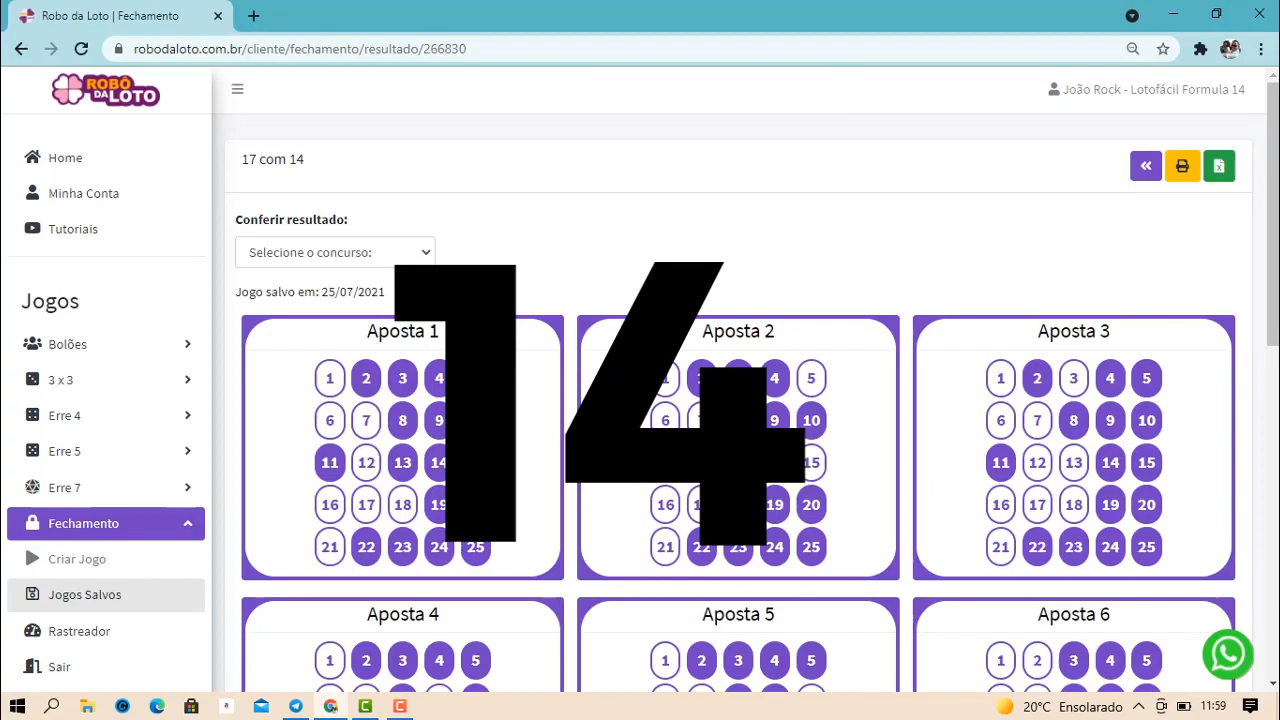 Robo da Loto | Fechamento
robodaloto.com.br/cliente/fechamento/resultado/266830
ROBÔ
DA LOTO
João Rock - Lotofácil Formula 14
Home
Minha Conta
Tutoriais
Jogos
Bolões
3 x 3
Erre 4
Erre 5
Erre 7
Fechamento
Criar Jogo
Jogos Salvos
Rastreador
Sair
17 com 14
Conferir resultado:
Selecione o concurso:
Jogo salvo em: 25/07/2021
14
Aposta 1
1 2 3 4
6 7 8 9
11 12 13 14
16 17 18 19
21 22 23 24 25
Aposta 2
4 5
6 9 10
15
16 19 20
21 22 23 24 25
Aposta 3
1 2 3 4 5
6 7 8 9 10
11 12 13 14 15
16 17 18 19 20
21 22 23 24 25
Aposta 4
1 2 3 4 5
Aposta 5
1 2 3 4 5
Aposta 6
1 2 3 4 5
20°C Ensolarado
11:59